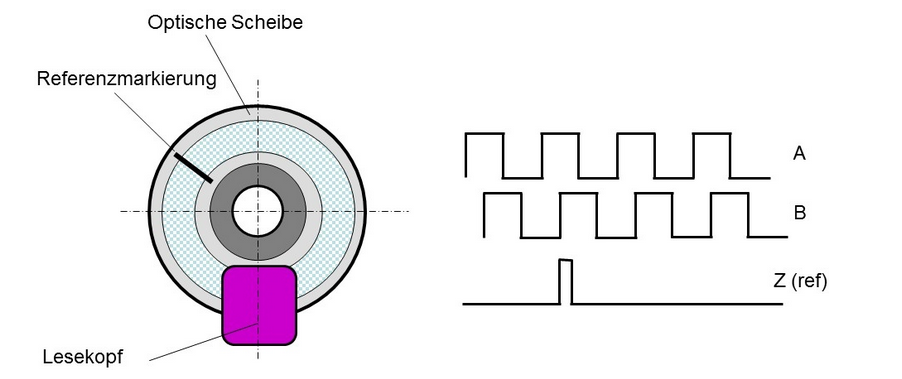 Optische Scheibe
Referenzmarkierung
A
B
Z (ref)
Lesekopf